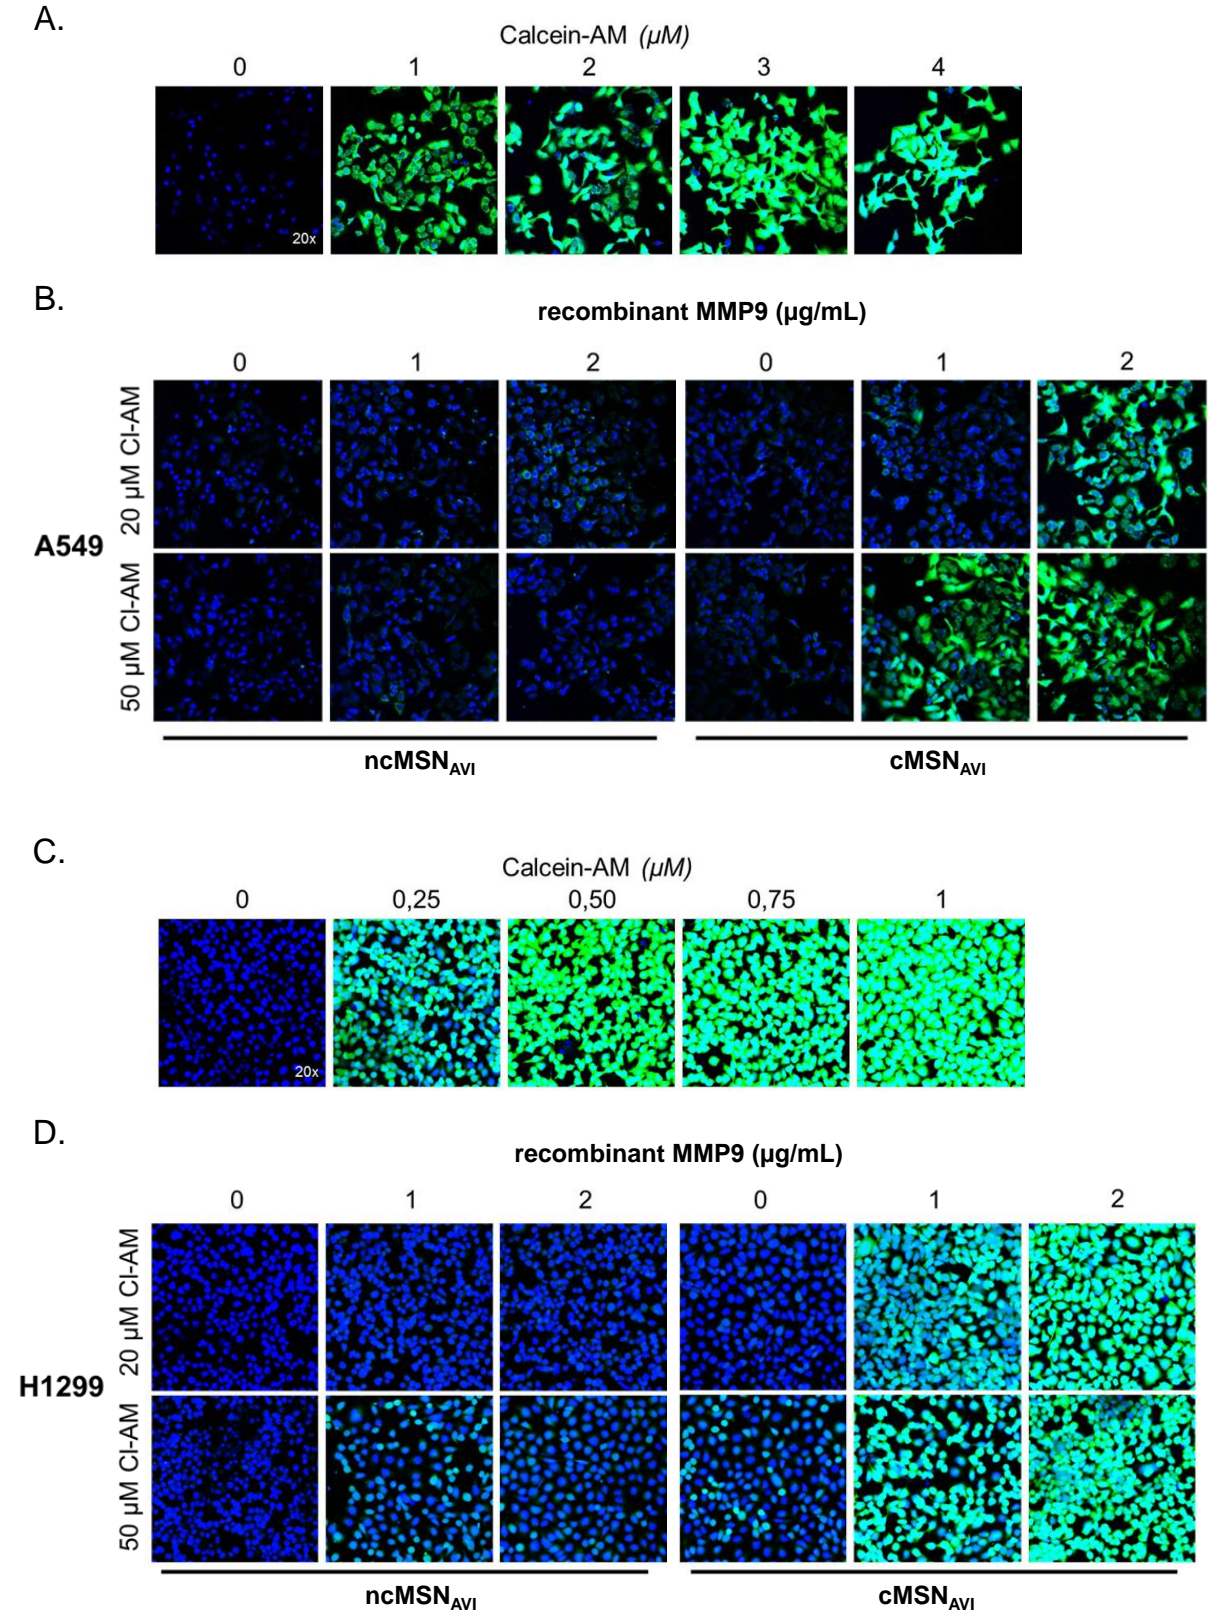 A.
Calcein-AM (μM)
0 1 2 3 4
20x
B.
recombinant MMP9 (μg/mL)
0 1 2 0 1 2
20 μM Cl-AM
A549
50 μM Cl-AM
ncMSNAVI cMSNAVI
C.
Calcein-AM (μM)
0 0,25 0,50 0,75 1
20x
D.
recombinant MMP9 (μg/mL)
0 1 2 0 1 2
20 μM Cl-AM
H1299
50 μM Cl-AM
ncMSNAVI cMSNAVI